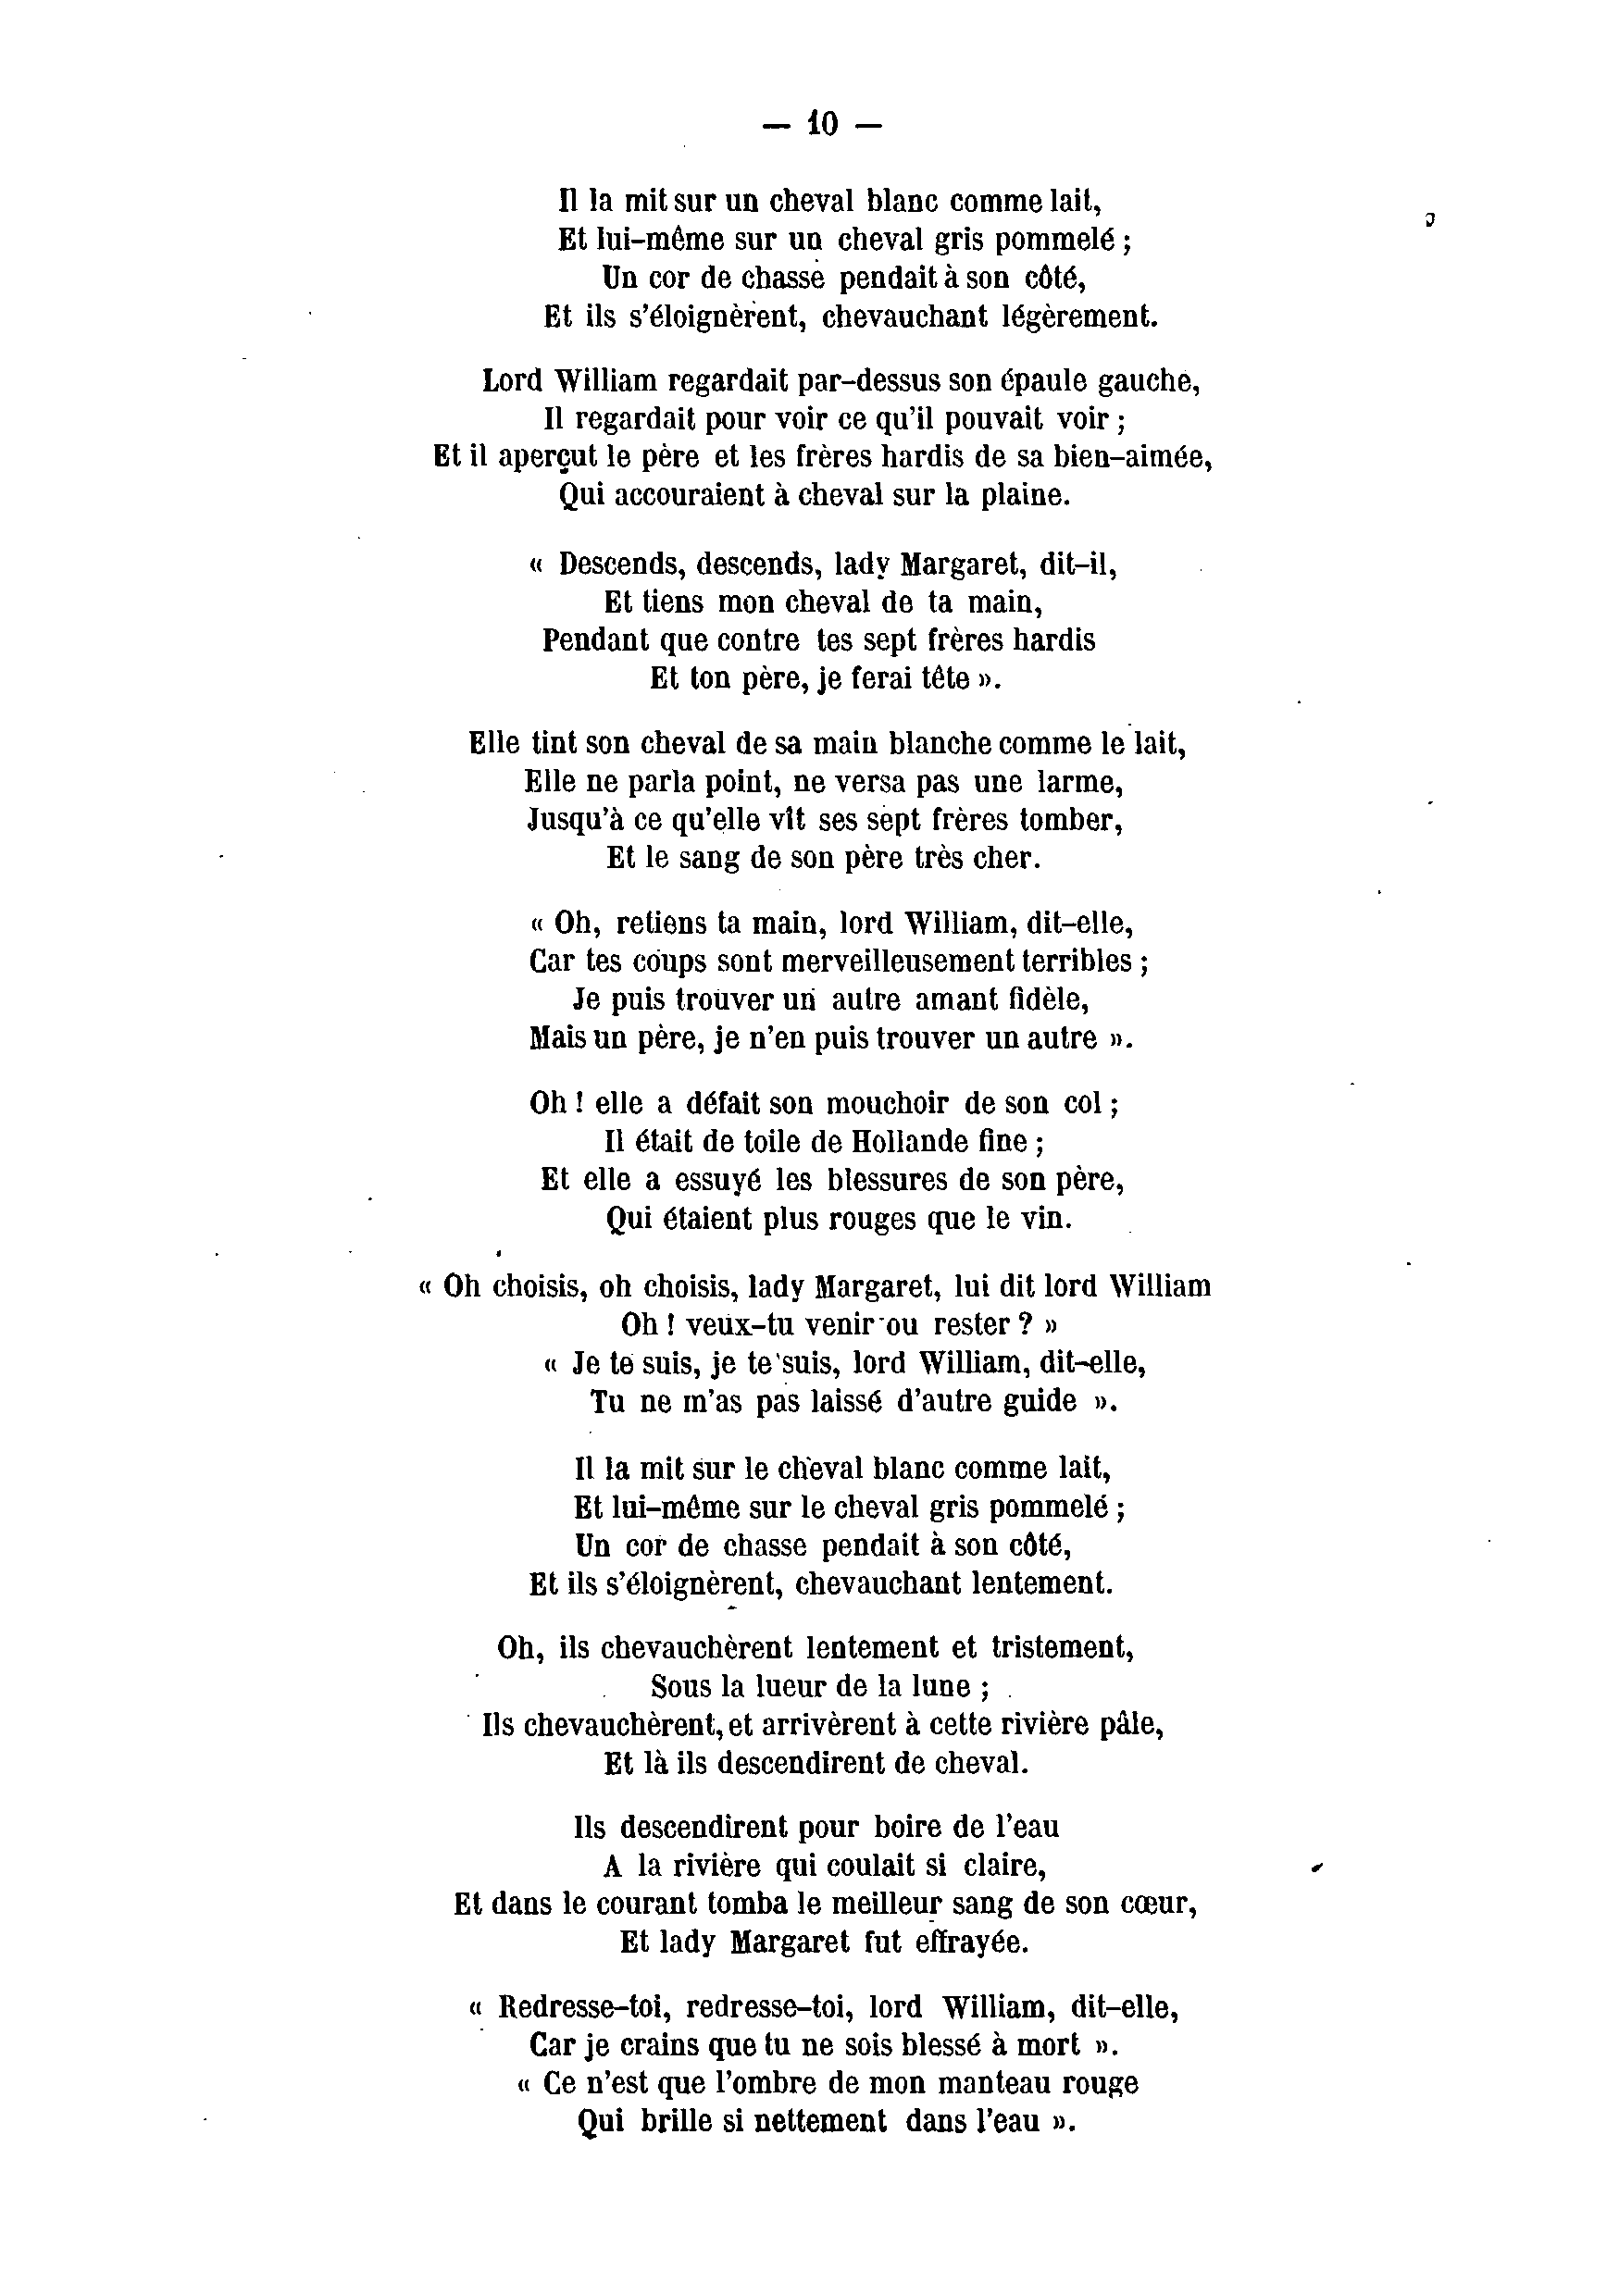 — 10 —
Il la mit sur un cheval blanc comme lait,
Et lui-même sur un cheval gris pommelé ;
Un cor de chasse pendait à son côté,
Et ils s'éloignèrent, chevauchant légèrement.
Lord William regardait par-dessus son épaule gauche,
Il regardait pour voir ce qu'il pouvait voir ;
Et il aperçut le père et les frères hardis de sa bien-aimée,
Qui accouraient à cheval sur la plaine.
« Descends, descends, lady Margaret, dit-il,
Et tiens mon cheval de ta main,
Pendant que contre tes sept frères hardis
Et ton père, je ferai tête ».
Elle tint son cheval de sa main blanche comme le lait,
Elle ne parla point, ne versa pas une larme,
Jusqu'à ce qu'elle vît ses sept frères tomber,
Et le sang de son père très cher.
« Oh, retiens ta main, lord William, dit-elle,
Car tes coups sont merveilleusement terribles ;
Je puis trouver un autre amant fidèle,
Mais un père, je n'en puis trouver un autre ».
Oh ! elle a défait son mouchoir de son col ;
Il était de toile de Hollande fine ;
Et elle a essuyé les blessures de son père,
Qui étaient plus rouges que le vin.
« Oh choisis, oh choisis, lady Margaret, lui dit lord William
Oh ! veux-tu venir ou rester ? »
« Je te suis, je te suis, lord William, dit-elle,
Tu ne m'as pas laissé d'autre guide ».
Il la mit sur le cheval blanc comme lait,
Et lui-même sur le cheval gris pommelé ;
Un cor de chasse pendait à son côté,
Et ils s'éloignèrent, chevauchant lentement.
Oh, ils chevauchèrent lentement et tristement,
Sous la lueur de la lune ;
Ils chevauchèrent, et arrivèrent à cette rivière pâle,
Et là ils descendirent de cheval.
Ils descendirent pour boire de l'eau
A la rivière qui coulait si claire,
Et dans le courant tomba le meilleur sang de son cœur,
Et lady Margaret fut effrayée.
« Redresse-toi, redresse-toi, lord William, dit-elle,
Car je crains que tu ne sois blessé à mort ».
« Ce n'est que l'ombre de mon manteau rouge
Qui brille si nettement dans l'eau ».